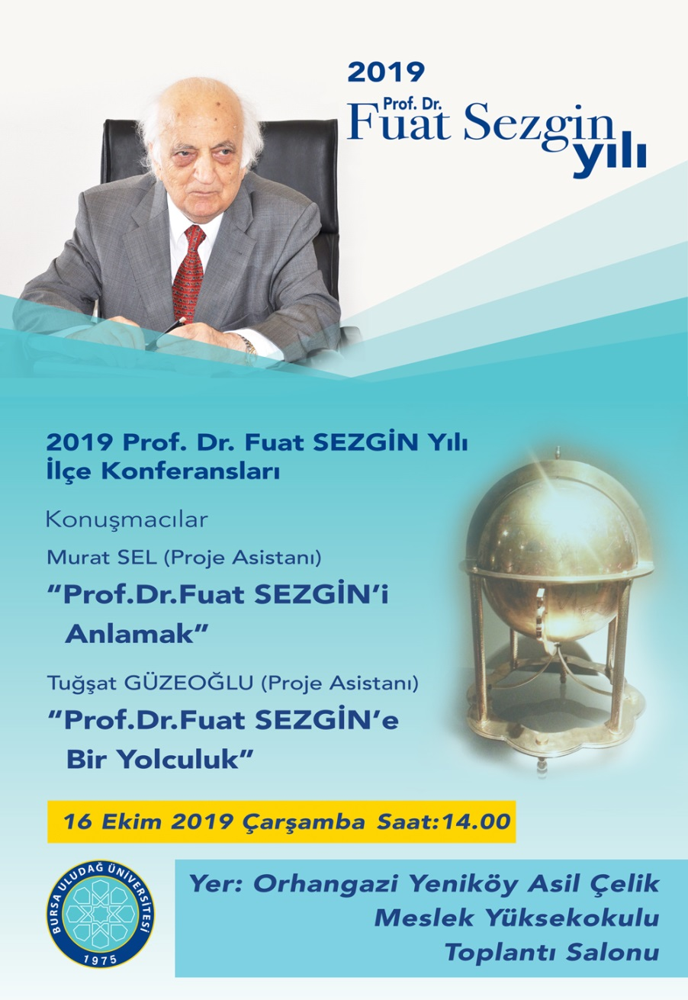 2019
Prof. Dr.
Fuat Sezgin
yılı
2019 Prof. Dr. Fuat SEZGİN Yılı
İlçe Konferansları
Konuşmacılar
Murat SEL (Proje Asistanı)
“Prof.Dr.Fuat SEZGİN’i
Anlamak”
Tuğşat GÜZEOĞLU (Proje Asistanı)
“Prof.Dr.Fuat SEZGİN’e
Bir Yolculuk”
16 Ekim 2019 Çarşamba Saat:14.00
BURSA ULUDAĞ ÜNİVERSİTESİ
1975
Yer: Orhangazi Yeniköy Asil Çelik
Meslek Yüksekokulu
Toplantı Salonu